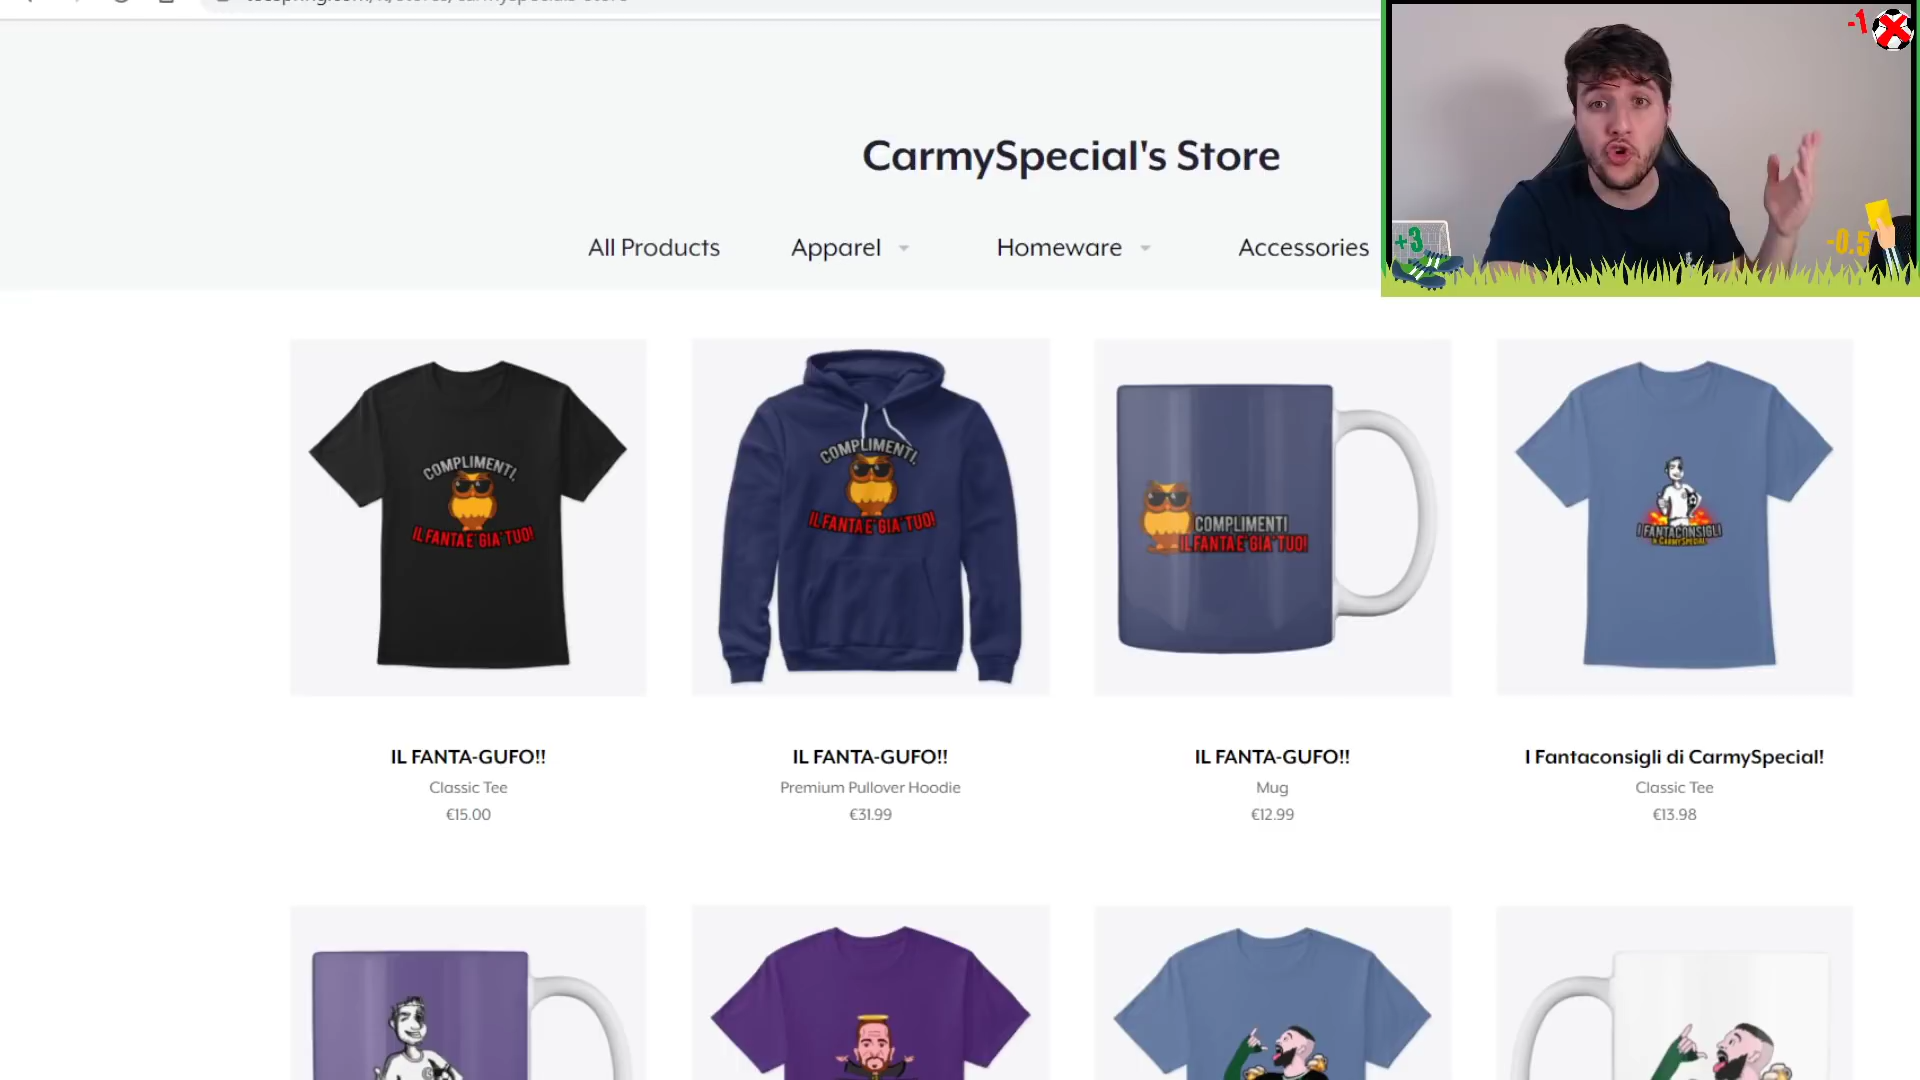 CarmySpecial's Store
All Products
Apparel
Homeware
Accessories
-1
+3
-0.5
COMPLIMENTI,
IL FANTA E' GIA' TUO!
COMPLIMENTI,
IL FANTA E' GIA' TUO!
COMPLIMENTI
IL FANTA E' GIA' TUO!
I FANTACONSIGLI
di CARMYSPECIAL
IL FANTA-GUFO!!
Classic Tee
€15.00
IL FANTA-GUFO!!
Premium Pullover Hoodie
€31.99
IL FANTA-GUFO!!
Mug
€12.99
I Fantaconsigli di CarmySpecial!
Classic Tee
€13.98